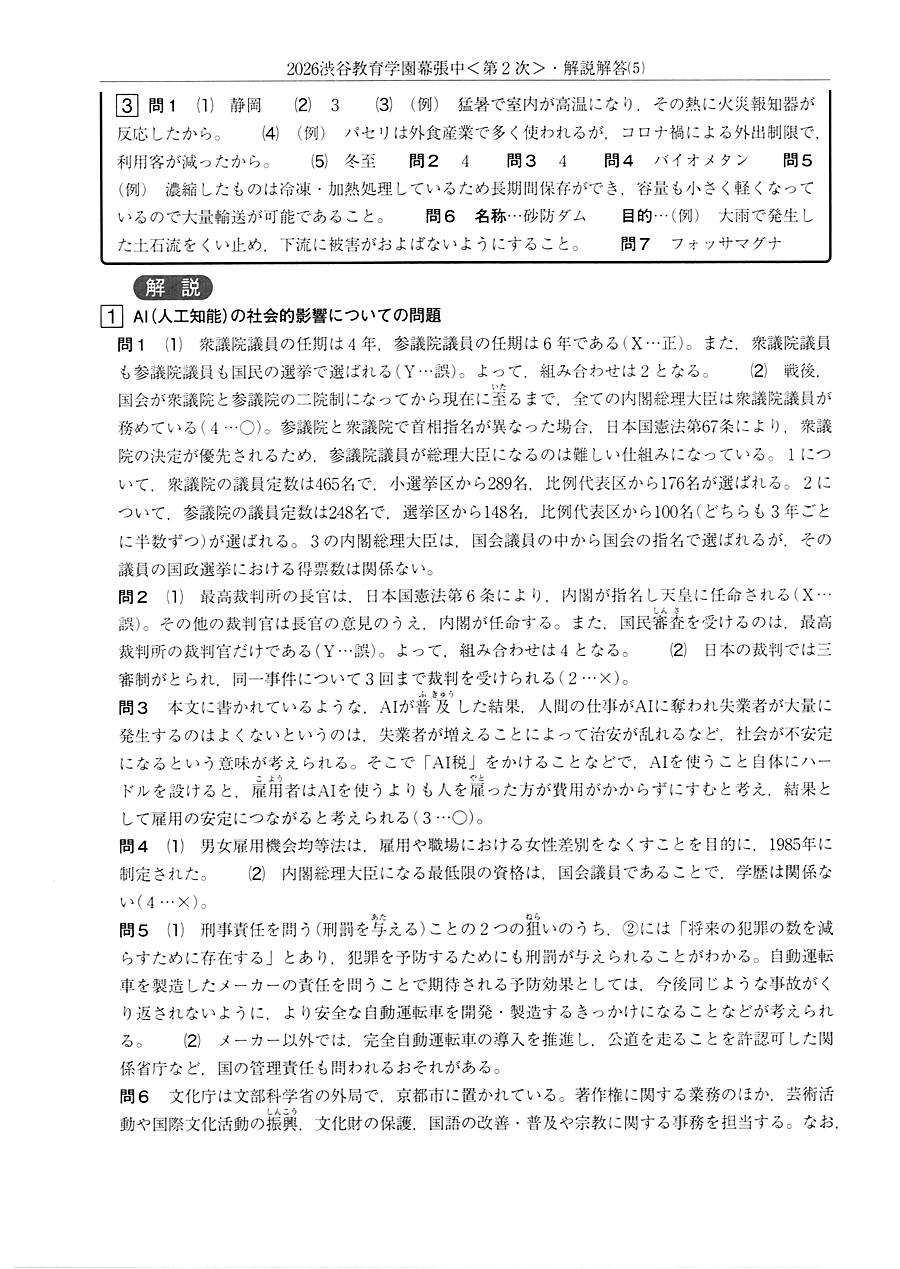 2026渋谷教育学園幕張中＜第２次＞・解説解答(5)
3 問1 (1) 静岡 (2) 3 (3) (例) 猛暑で室内が高温になり，その熱に火災報知器が
反応したから。 (4) (例) パセリは外食産業で多く使われるが，コロナ禍による外出制限で，
利用客が減ったから。 (5) 冬至 問2 4 問3 4 問4 バイオメタン 問5
(例) 濃縮したものは冷凍・加熱処理しているため長期間保存ができ，容量も小さく軽くなって
いるので大量輸送が可能であること。 問6 名称…砂防ダム 目的…(例) 大雨で発生し
た土石流をくい止め，下流に被害がおよばないようにすること。 問7 フォッサマグナ
解 説
1 AI(人工知能)の社会的影響についての問題
問1 (1) 衆議院議員の任期は４年，参議院議員の任期は６年である(X…正)。また，衆議院議員
も参議院議員も国民の選挙で選ばれる(Y…誤)。よって，組み合わせは２となる。 (2) 戦後，
国会が衆議院と参議院の二院制になってから現在に至るまで，全ての内閣総理大臣は衆議院議員が
務めている(４…○)。参議院と衆議院で首相指名が異なった場合，日本国憲法第67条により，衆議
院の決定が優先されるため，参議院議員が総理大臣になるのは難しい仕組みになっている。１につ
いて，衆議院の議員定数は465名で，小選挙区から289名，比例代表区から176名が選ばれる。２に
ついて，参議院の議員定数は248名で，選挙区から148名，比例代表区から100名(どちらも３年ごと
に半数ずつ)が選ばれる。３の内閣総理大臣は，国会議員の中から国会の指名で選ばれるが，その
議員の国政選挙における得票数は関係ない。
問2 (1) 最高裁判所の長官は，日本国憲法第６条により，内閣が指名し天皇に任命される(X…
誤)。その他の裁判官は長官の意見のうえ，内閣が任命する。また，国民審査を受けるのは，最高
裁判所の裁判官だけである(Y…誤)。よって，組み合わせは４となる。 (2) 日本の裁判では三
審制がとられ，同一事件について３回まで裁判を受けられる(２…×)。
問3 本文に書かれているような，AIが普及した結果，人間の仕事がAIに奪われ失業者が大量に
発生するのはよくないというのは，失業者が増えることによって治安が乱れるなど，社会が不安定
になるという意味が考えられる。そこで「AI税」をかけることなどで，AIを使うこと自体にハー
ドルを設けると，雇用者はAIを使うよりも人を雇った方が費用がかからずにすむと考え，結果と
して雇用の安定につながると考えられる(３…○)。
問4 (1) 男女雇用機会均等法は，雇用や職場における女性差別をなくすことを目的に，1985年に
制定された。 (2) 内閣総理大臣になる最低限の資格は，国会議員であることで，学歴は関係な
い(４…×)。
問5 (1) 刑事責任を問う(刑罰を与える)ことの２つの狙いのうち，②には「将来の犯罪の数を減
らすために存在する」とあり，犯罪を予防するためにも刑罰が与えられることがわかる。自動運転
車を製造したメーカーの責任を問うことで期待される予防効果としては，今後同じような事故がく
り返されないように，より安全な自動運転車を開発・製造するきっかけになることなどが考えられ
る。 (2) メーカー以外では，完全自動運転車の導入を推進し，公道を走ることを許認可した関
係省庁など，国の管理責任も問われるおそれがある。
問6 文化庁は文部科学省の外局で，京都市に置かれている。著作権に関する業務のほか，芸術活
動や国際文化活動の振興，文化財の保護，国語の改善・普及や宗教に関する事務を担当する。なお，